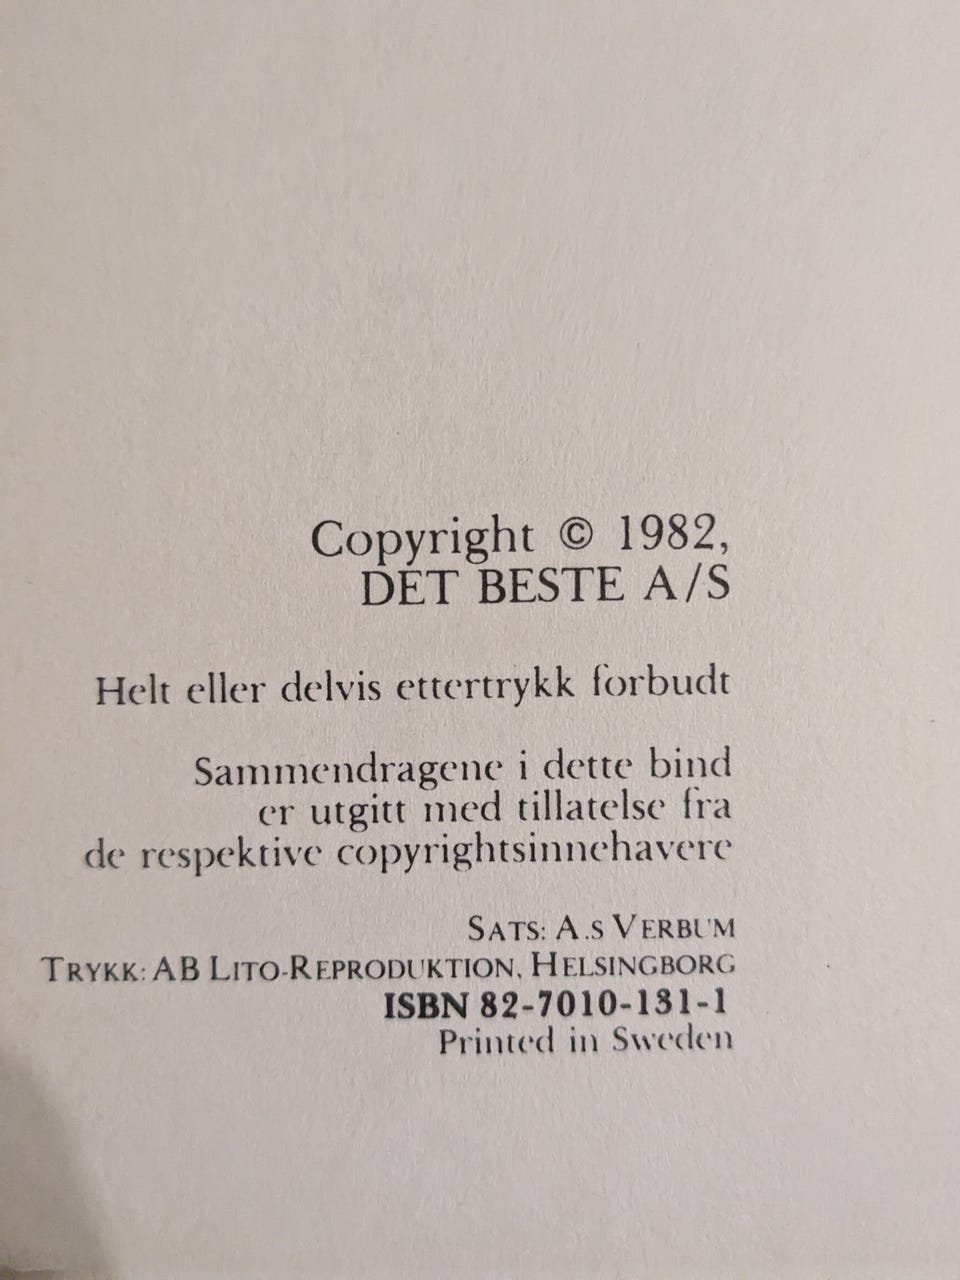 Copyright © 1982,
DET BESTE A/S
Helt eller delvis ettertrykk forbudt
Sammendragene i dette bind
er utgitt med tillatelse fra
de respektive copyrightsinnehavere
SATS: A.S VERBUM
TRYKK: AB LITO-REPRODUKTION, HELSINGBORG
ISBN 82-7010-131-1
Printed in Sweden